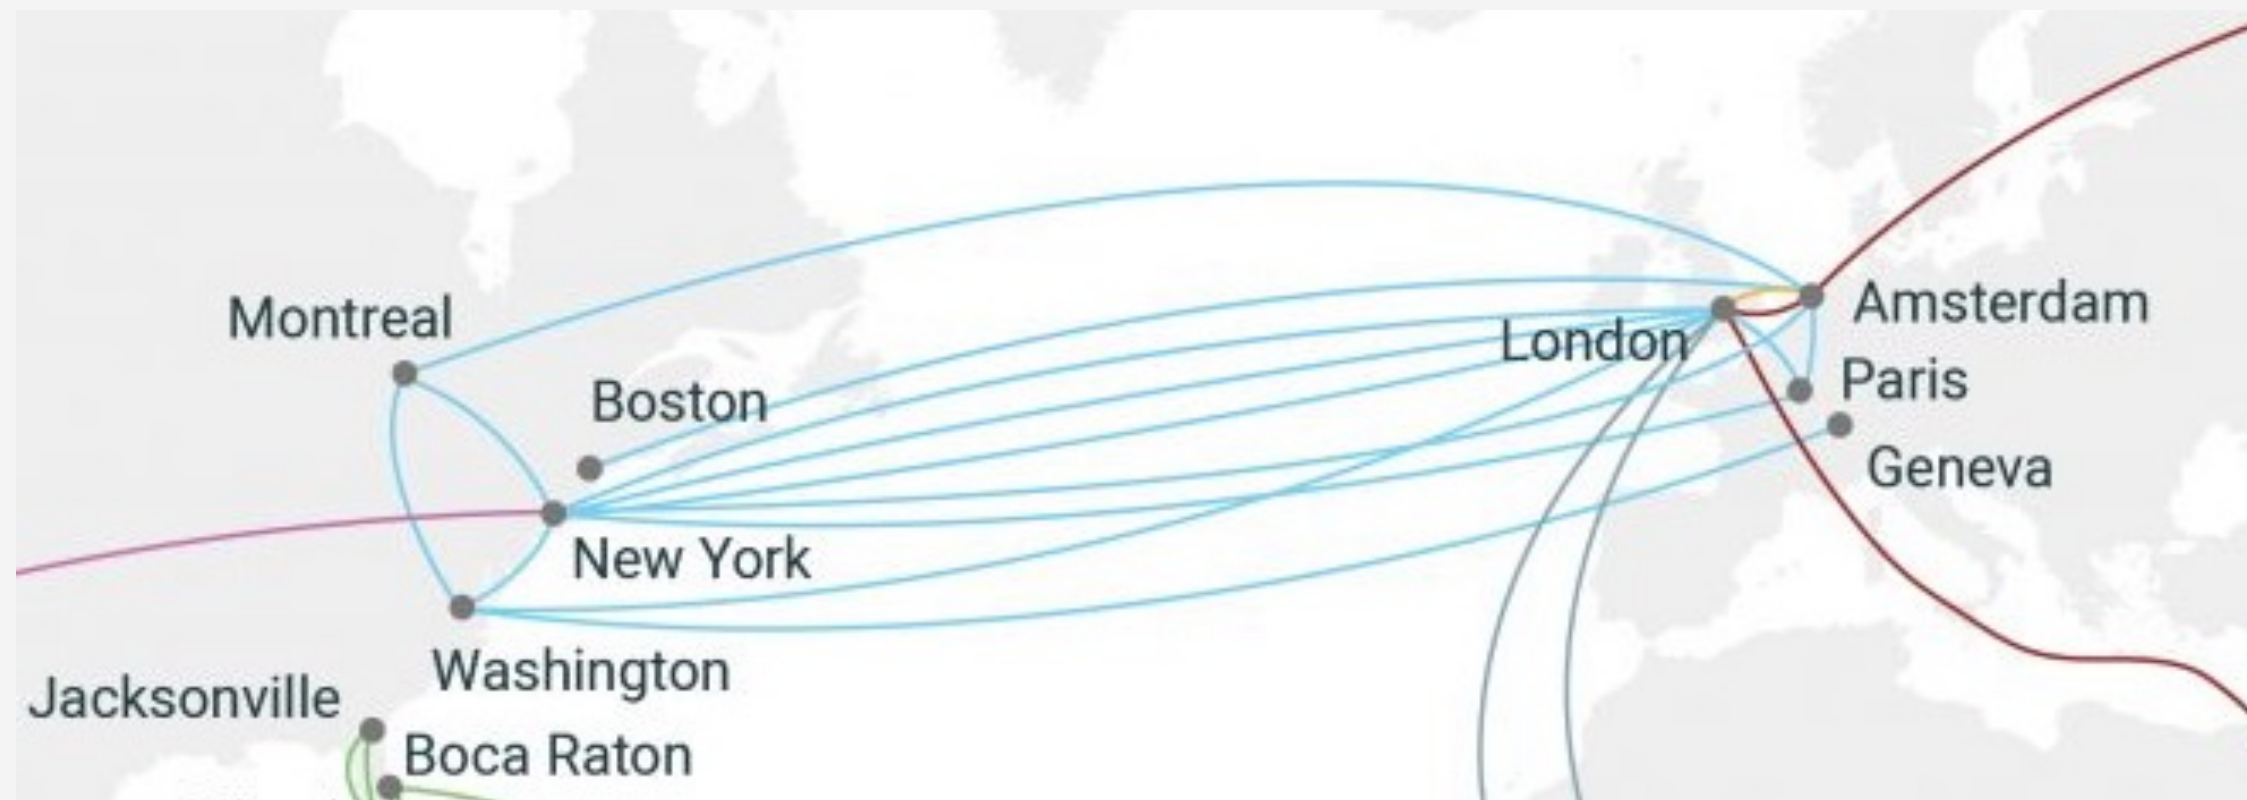 Montreal
Amsterdam
London
Boston
Paris
Geneva
New York
Washington
Jacksonville
Boca Raton